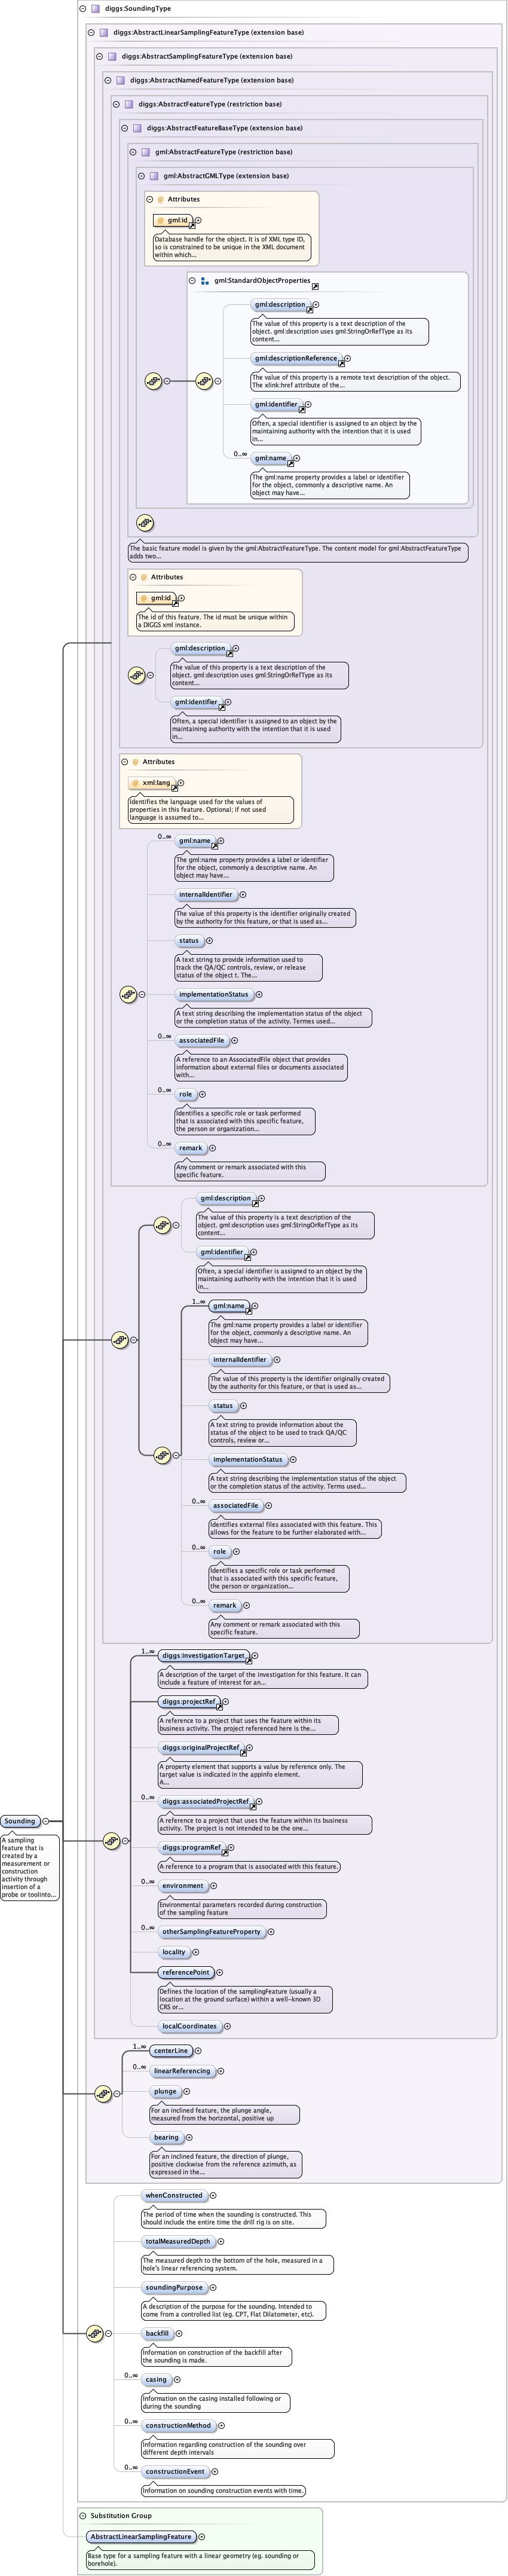 diggs:SoundingType
diggs:AbstractLinearSamplingFeatureType (extension base)
diggs:AbstractSamplingFeatureType (extension base)
diggs:AbstractNamedFeatureType (extension base)
diggs:AbstractFeatureType (restriction base)
diggs:AbstractFeatureBaseType (extension base)
gml:AbstractFeatureType (restriction base)
gml:AbstractGMLType (extension base)
@ Attributes
@ gml:id
Database handle for the object. It is of XML type ID,
so is constrained to be unique in the XML document
within which...
gml:StandardObjectProperties
gml:description
The value of this property is a text description of the
object. gml:description uses gml:StringOrRefType as its
content...
gml:descriptionReference
The value of this property is a remote text description of the object.
The xlink:href attribute of the...
gml:identifier
Often, a special identifier is assigned to an object by the
maintaining authority with the intention that it is used
in...
0..∞
gml:name
The gml:name property provides a label or identifier
for the object, commonly a descriptive name. An
object may have...
The basic feature model is given by the gml:AbstractFeatureType. The content model for gml:AbstractFeatureType
adds two...
@ Attributes
@ gml:id
The id of this feature. The id must be unique within
a DIGGS xml instance.
gml:description
The value of this property is a text description of the
object. gml:description uses gml:StringOrRefType as its
content...
gml:identifier
Often, a special identifier is assigned to an object by the
maintaining authority with the intention that it is used
in...
@ Attributes
@ xml:lang
Identifies the language used for the values of
properties in this feature. Optional; if not used
language is assumed to...
0..∞
gml:name
The gml:name property provides a label or identifier
for the object, commonly a descriptive name. An
object may have...
internalIdentifier
The value of this property is the identifier originally created
by the authority for this feature, or that is used as...
status
A text string to provide information used to
track the QA/QC controls, review, or release
status of the object t. The...
implementationStatus
A text string describing the implementation status of the object
or the completion status of the activity. Termes used...
0..∞
associatedFile
A reference to an AssociatedFile object that provides
information about external files or documents associated
with...
0..∞
role
Identifies a specific role or task performed
that is associated with this specific feature,
the person or organization...
0..∞
remark
Any comment or remark associated with this
specific feature.
gml:description
The value of this property is a text description of the
object. gml:description uses gml:StringOrRefType as its
content...
gml:identifier
Often, a special identifier is assigned to an object by the
maintaining authority with the intention that it is used
in...
1..∞
gml:name
The gml:name property provides a label or identifier
for the object, commonly a descriptive name. An
object may have...
internalIdentifier
The value of this property is the identifier originally created
by the authority for this feature, or that is used as...
status
A text string to provide information about the
status of the object to be used to track QA/QC
controls, review or...
implementationStatus
A text string describing the implementation status of the object
or the completion status of the activity. Terms used...
0..∞
associatedFile
Identifies external files associated with this feature. This
allows for the feature to be further elaborated with...
0..∞
role
Identifies a specific role or task performed
that is associated with this specific feature,
the person or organization...
0..∞
remark
Any comment or remark associated with this
specific feature.
1..∞
diggs:investigationTarget
A description of the target of the investigation for this feature. It can
include a feature of interest for an...
diggs:projectRef
A reference to a project that uses the feature within its
business activity. The project referenced here is the...
diggs:originalProjectRef
A property element that supports a value by reference only. The
target value is indicated in the appinfo element.
A...
0..∞
diggs:associatedProjectRef
A reference to a project that uses the feature within its business
activity. The project is not intended to be the one...
0..∞
diggs:programRef
A reference to a program that is associated with this feature.
0..∞
environment
Environmental parameters recorded during construction
of the sampling feature
0..∞
otherSamplingFeatureProperty
locality
referencePoint
Defines the location of the samplingFeature (usually a
location at the ground surface) within a well-known 3D
CRS or...
localCoordinates
Sounding
A sampling
feature that is
created by a
measurement or
construction
activity through
insertion of a
probe or toolinto...
1..∞
centerLine
0..∞
linearReferencing
plunge
For an inclined feature, the plunge angle,
measured from the horizontal, positive up
bearing
For an inclined feature, the direction of plunge,
positive clockwise from the reference azimuth, as
expressed in the...
whenConstructed
The period of time when the sounding is constructed. This
should include the entire time the drill rig is on site.
totalMeasuredDepth
The measured depth to the bottom of the hole, measured in a
hole's linear referencing system.
soundingPurpose
A description of the purpose for the sounding. Intended to
come from a controlled list (eg. CPT, Flat Dilatometer, etc).
backfill
Information on construction of the backfill after
the sounding is made.
0..∞
casing
Information on the casing installed following or
during the sounding
0..∞
constructionMethod
Information regarding construction of the sounding over
different depth intervals
0..∞
constructionEvent
Information on sounding construction events with time.
Substitution Group
AbstractLinearSamplingFeature
Base type for a sampling feature with a linear geometry (eg. sounding or
borehole).